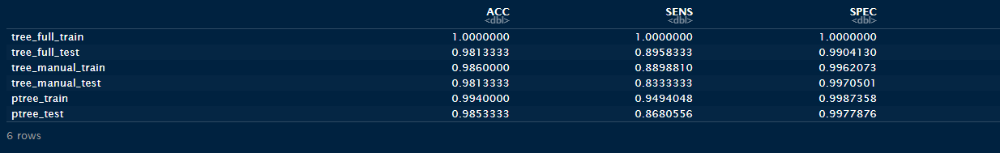 ACC SENS SPEC
<dbl> <dbl> <dbl>
tree_full_train 1.0000000 1.0000000 1.0000000
tree_full_test 0.9813333 0.8958333 0.9904130
tree_manual_train 0.9860000 0.8898810 0.9962073
tree_manual_test 0.9813333 0.8333333 0.9970501
ptree_train 0.9940000 0.9494048 0.9987358
ptree_test 0.9853333 0.8680556 0.9977876
6 rows